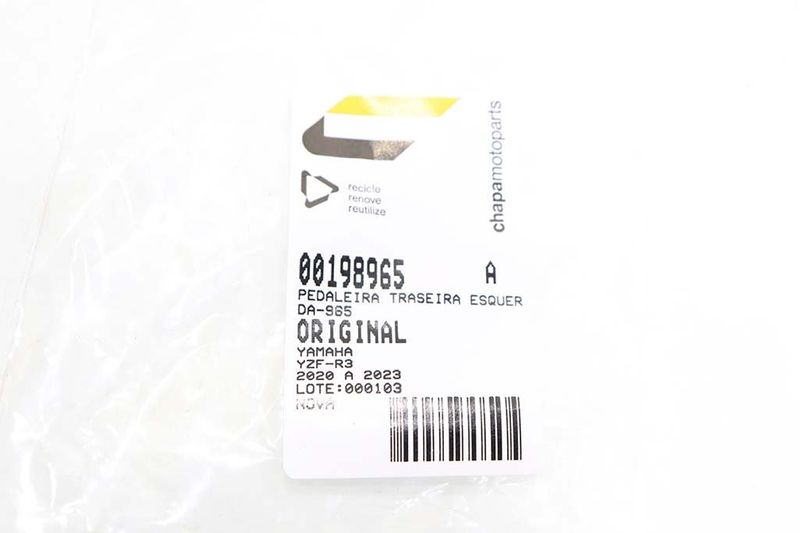 chapamotoparts
recicle
renove
reutilize
00198965 A
PEDALEIRA TRASEIRA ESQUER
DA-965
ORIGINAL
YAMAHA
YZF-R3
2020 A 2023
LOTE:000103
NOVA